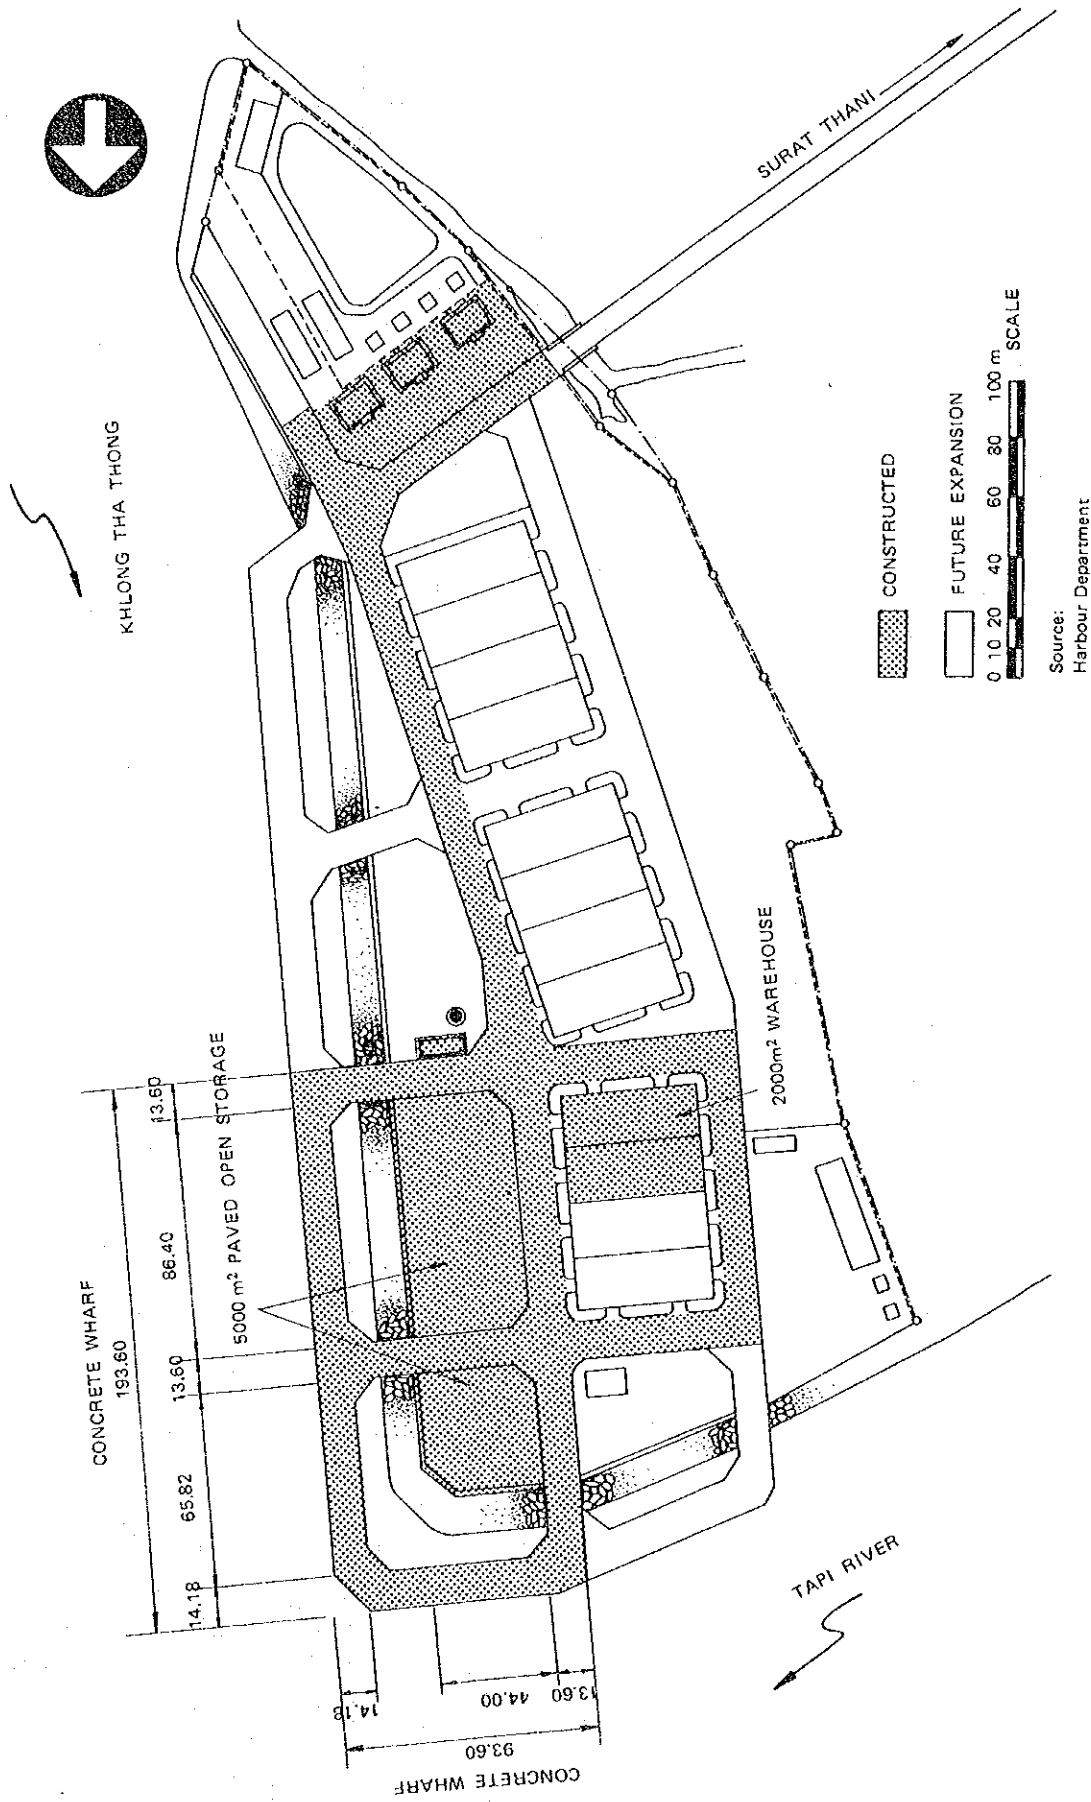 KHLONG THA THONG
SURAT THANI
CONCRETE WHARF
193.60
14.18
65.82
13.60
86.40
13.60
5000 m² PAVED OPEN STORAGE
2000m² WAREHOUSE
CONCRETE WHARF
93.60
14.18
44.00
13.60
TAPI RIVER
CONSTRUCTED
FUTURE EXPANSION
0 10 20 40 60 80 100 m
SCALE
Source:
Harbour Department